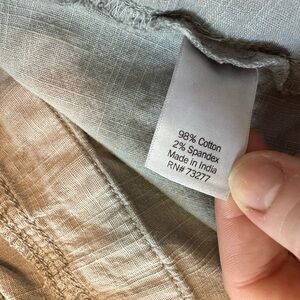 98% Cotton
2% Spandex
Made in India
RN# 73277